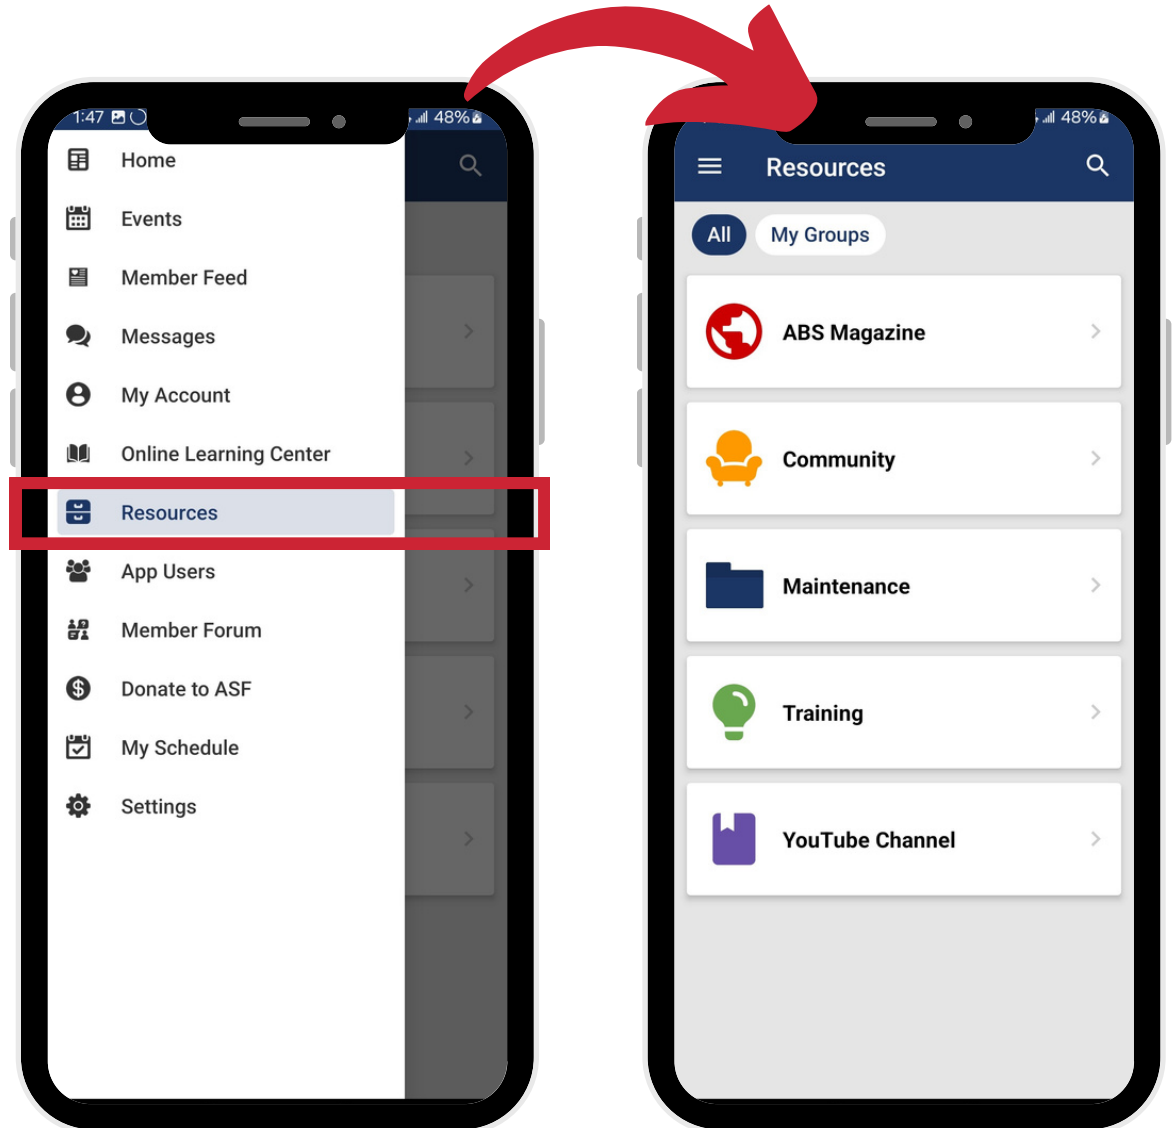 1:47
48%
Home
Events
Member Feed
Messages
My Account
Online Learning Center
Resources
App Users
Member Forum
Donate to ASF
My Schedule
Settings
48%
Resources
All
My Groups
ABS Magazine
Community
Maintenance
Training
YouTube Channel